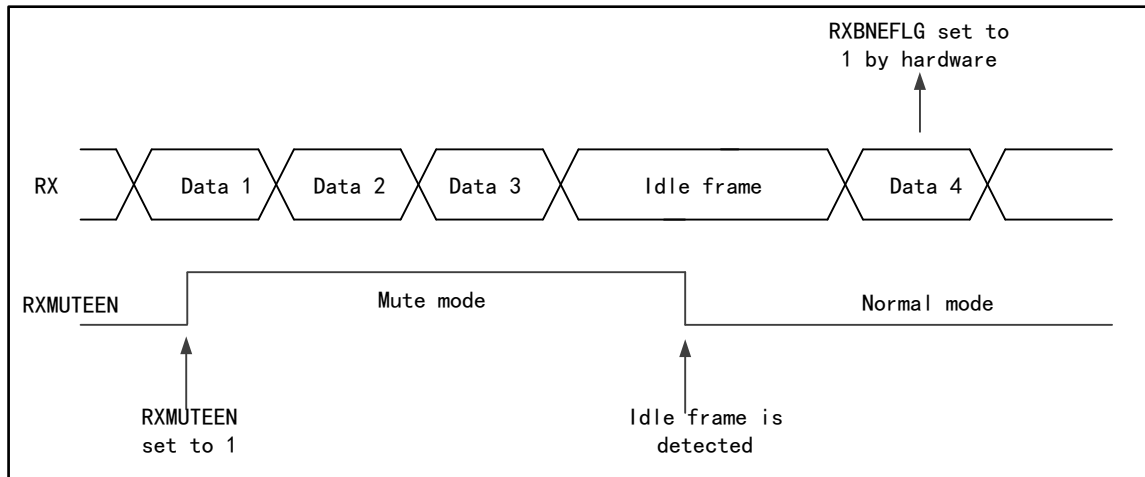 RXBNEFLG set to
1 by hardware
RX
Data 1
Data 2
Data 3
Idle frame
Data 4
RXMUTEEN
Mute mode
Normal mode
RXMUTEEN
set to 1
Idle frame is
detected